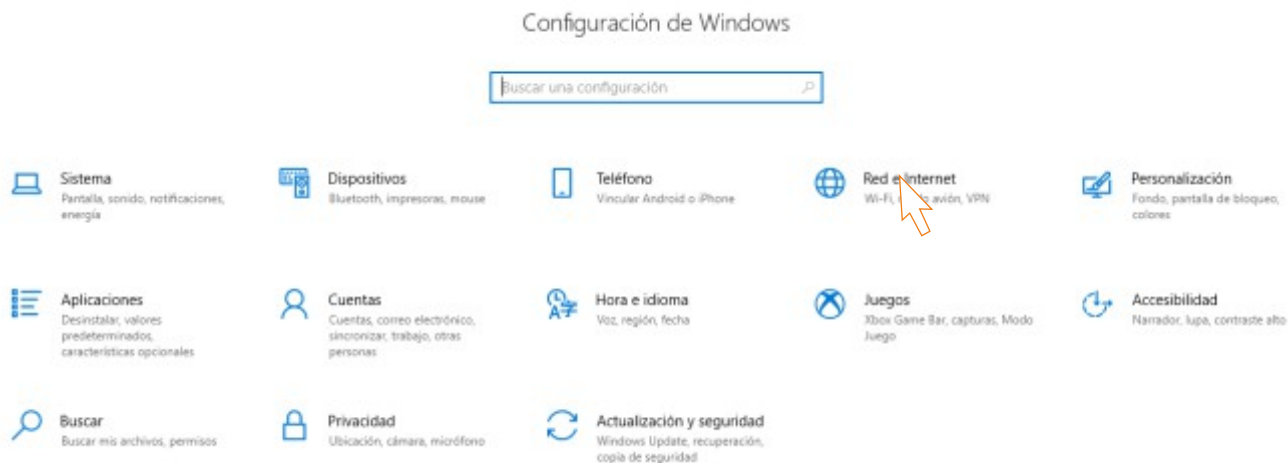 Configuración de Windows
Buscar una configuración
Sistema
Pantalla, sonido, notificaciones,
energía
Dispositivos
Bluetooth, impresoras, mouse
Teléfono
Vincular Android o iPhone
Red e Internet
Wi-Fi, avión, VPN
Personalización
Fondo, pantalla de bloqueo,
colores
Aplicaciones
Desinstalar, valores
predeterminados,
características opcionales
Cuentas
Cuentas, correo electrónico,
sincronizar, trabajo, otras
personas
Hora e idioma
Voz, región, fecha
Juegos
Xbox Game Bar, capturas, Modo
Juego
Accesibilidad
Narrador, lupa, contraste alto
Buscar
Buscar mis archivos, permisos
Privacidad
Ubicación, cámara, micrófono
Actualización y seguridad
Windows Update, recuperación,
copia de seguridad